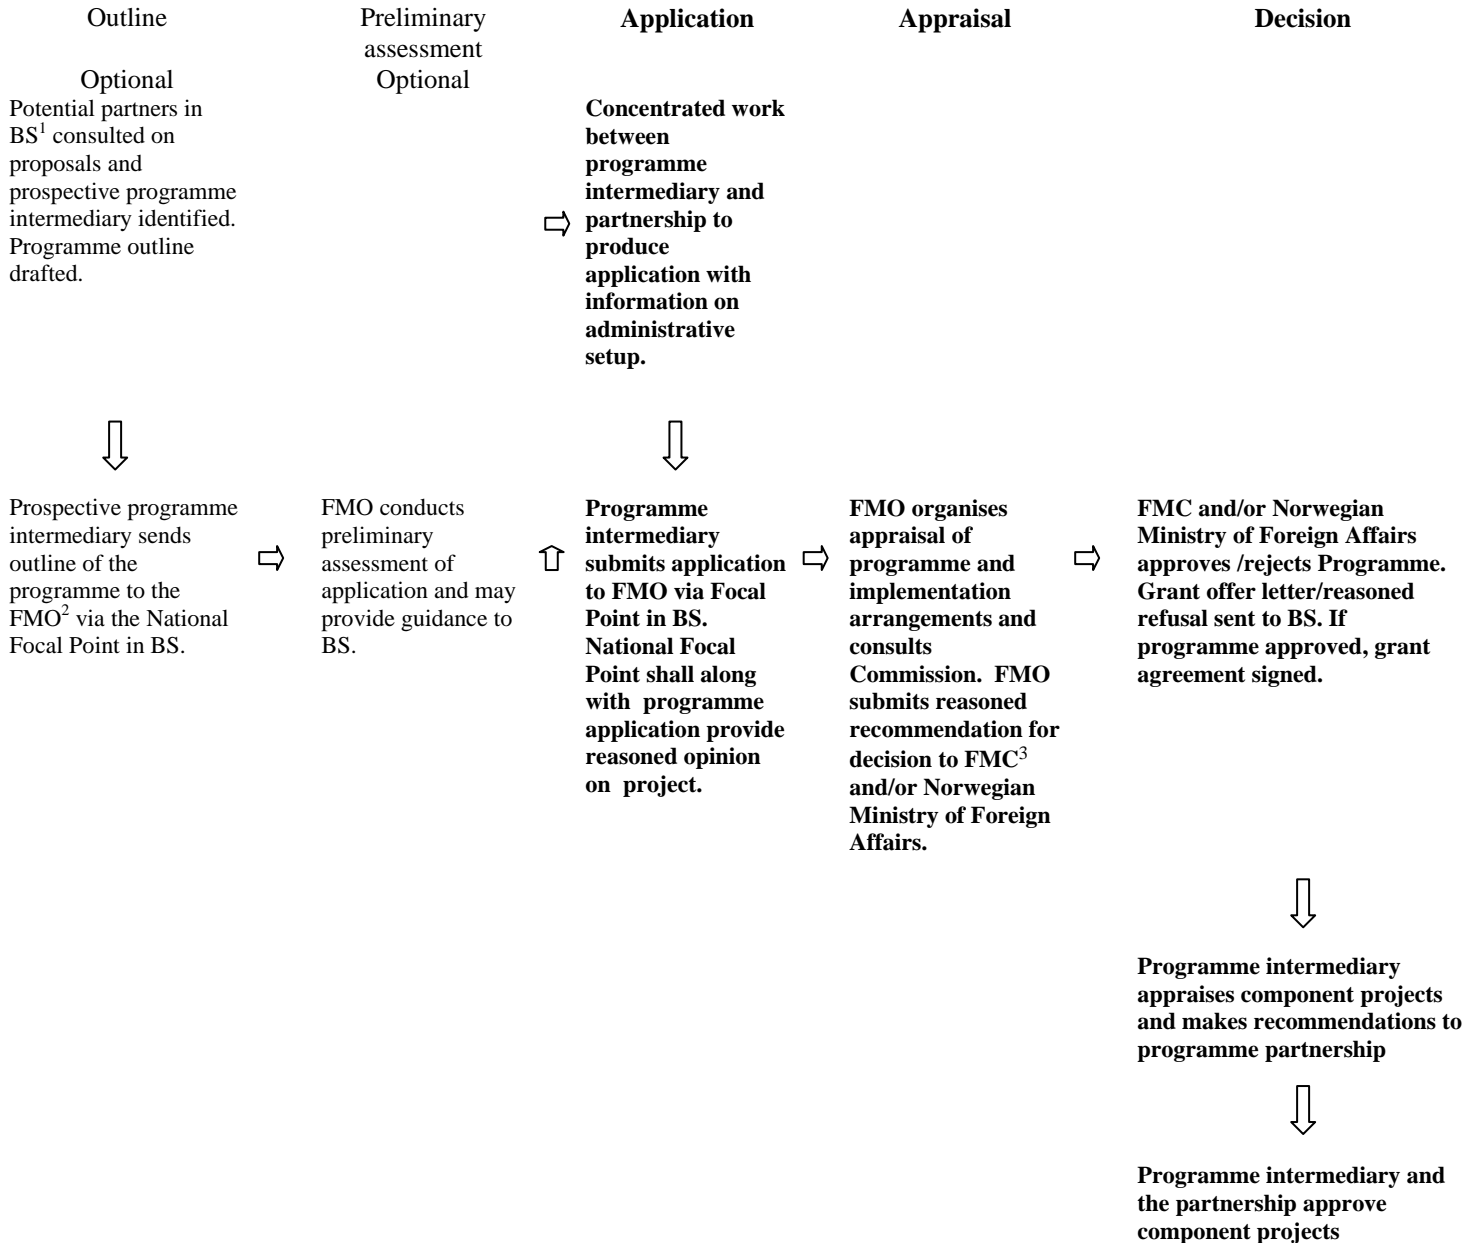 Outline
Optional
Potential partners in
BS¹ consulted on
proposals and
prospective programme
intermediary identified.
Programme outline
drafted.
Prospective programme
intermediary sends
outline of the
programme to the
FMO² via the National
Focal Point in BS.
Preliminary
assessment
Optional
FMO conducts
preliminary
assessment of
application and may
provide guidance to
BS.
Application
Concentrated work
between
programme
intermediary and
partnership to
produce
application with
information on
administrative
setup.
Programme
intermediary
submits application
to FMO via Focal
Point in BS.
National Focal
Point shall along
with programme
application provide
reasoned opinion
on project.
Appraisal
FMO organises
appraisal of
programme and
implementation
arrangements and
consults
Commission. FMO
submits reasoned
recommendation for
decision to FMC³
and/or Norwegian
Ministry of Foreign
Affairs.
Decision
FMC and/or Norwegian
Ministry of Foreign Affairs
approves /rejects Programme.
Grant offer letter/reasoned
refusal sent to BS. If
programme approved, grant
agreement signed.
Programme intermediary
appraises component projects
and makes recommendations to
programme partnership
Programme intermediary and
the partnership approve
component projects